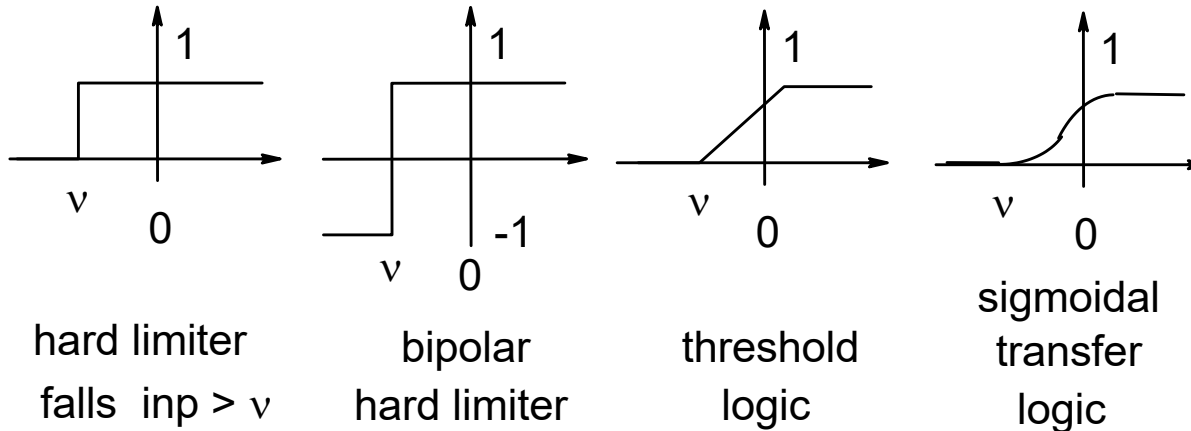 1
ν
0
hard limiter
falls inp > ν
1
-1
ν
0
bipolar
hard limiter
1
ν
0
threshold
logic
1
ν
0
sigmoidal
transfer
logic